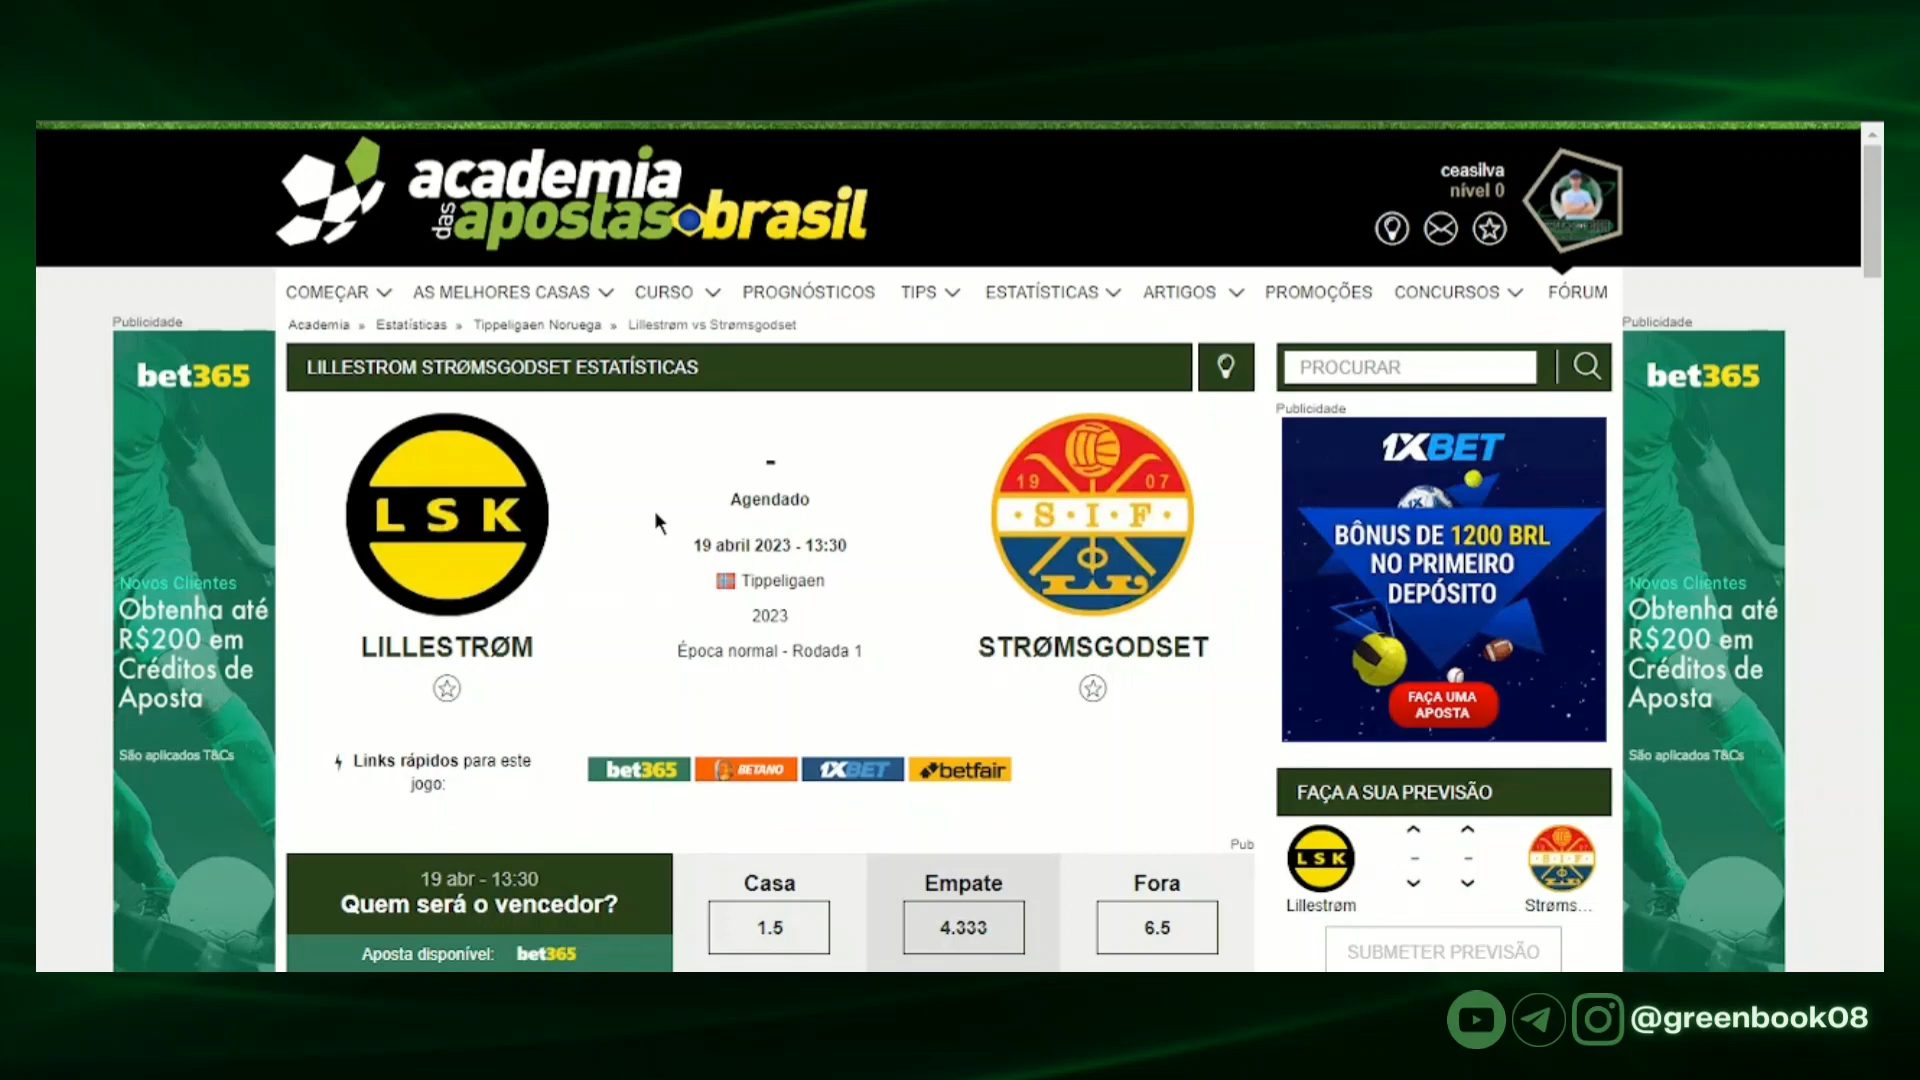 academia
das apostas brasil
ceasilva
nível 0
COMEÇAR AS MELHORES CASAS CURSO PROGNÓSTICOS TIPS ESTATÍSTICAS ARTIGOS PROMOÇÕES CONCURSOS FÓRUM
Academia » Estatísticas » Tippeligaen Noruega » Lillestrøm vs Strømsgodset
Publicidade
bet365
Novos Clientes
Obtenha até
R$200 em
Créditos de
Aposta
São aplicados T&Cs
LILLESTROM STRØMSGODSET ESTATÍSTICAS
LSK
LILLESTRØM
-
Agendado
19 abril 2023 - 13:30
Tippeligaen
2023
Época normal - Rodada 1
19 07
·S·I·F·
STRØMSGODSET
Links rápidos para este
jogo:
bet365 BETANO 1XBET betfair
Pub
19 abr - 13:30
Quem será o vencedor?
Aposta disponível: bet365
Casa Empate Fora
1.5 4.333 6.5
PROCURAR
Publicidade
1XBET
BÔNUS DE 1200 BRL
NO PRIMEIRO
DEPÓSITO
FAÇA UMA
APOSTA
FAÇA A SUA PREVISÃO
LSK
- -
S·I·F
Lillestrøm Strøms...
SUBMETER PREVISÃO
Publicidade
bet365
Novos Clientes
Obtenha até
R$200 em
Créditos de
Aposta
São aplicados T&Cs
@greenbook08